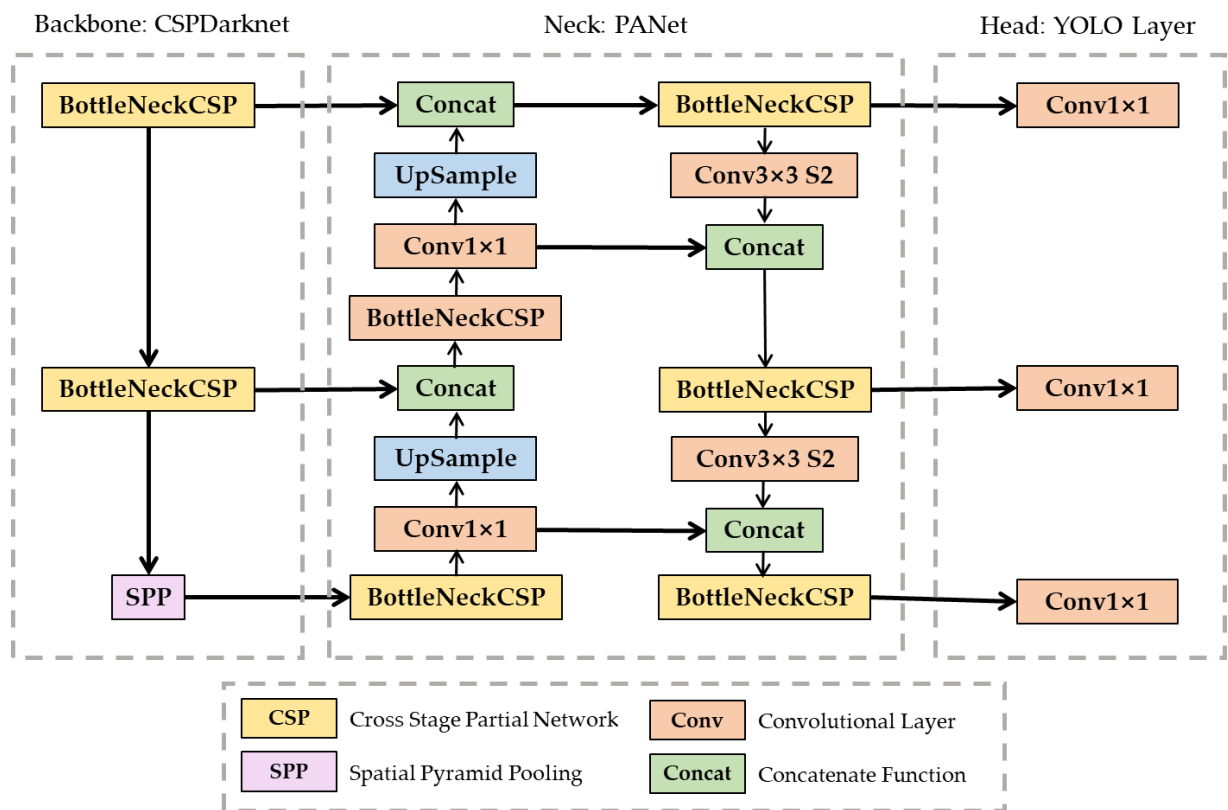 Backbone: CSPDarknet
Neck: PANet
Head: YOLO Layer
BottleNeckCSP
Concat
BottleNeckCSP
Conv1×1
UpSample
Conv3×3 S2
Conv1×1
Concat
BottleNeckCSP
BottleNeckCSP
Concat
BottleNeckCSP
Conv1×1
UpSample
Conv3×3 S2
Conv1×1
Concat
SPP
BottleNeckCSP
BottleNeckCSP
Conv1×1
CSP
Cross Stage Partial Network
Conv
Convolutional Layer
SPP
Spatial Pyramid Pooling
Concat
Concatenate Function